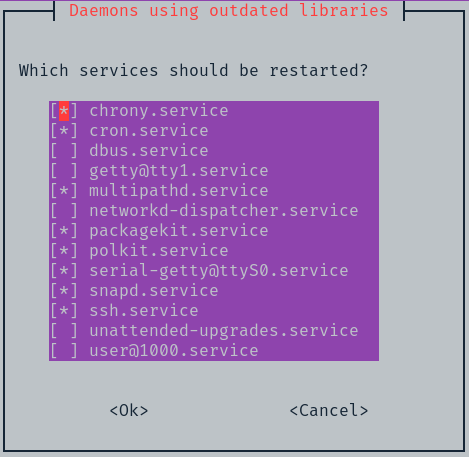 Daemons using outdated libraries
Which services should be restarted?
[*] chrony.service
[*] cron.service
[ ] dbus.service
[ ] getty@tty1.service
[*] multipathd.service
[ ] networkd-dispatcher.service
[*] packagekit.service
[*] polkit.service
[*] serial-getty@ttyS0.service
[*] snapd.service
[*] ssh.service
[ ] unattended-upgrades.service
[ ] user@1000.service
<Ok> <Cancel>